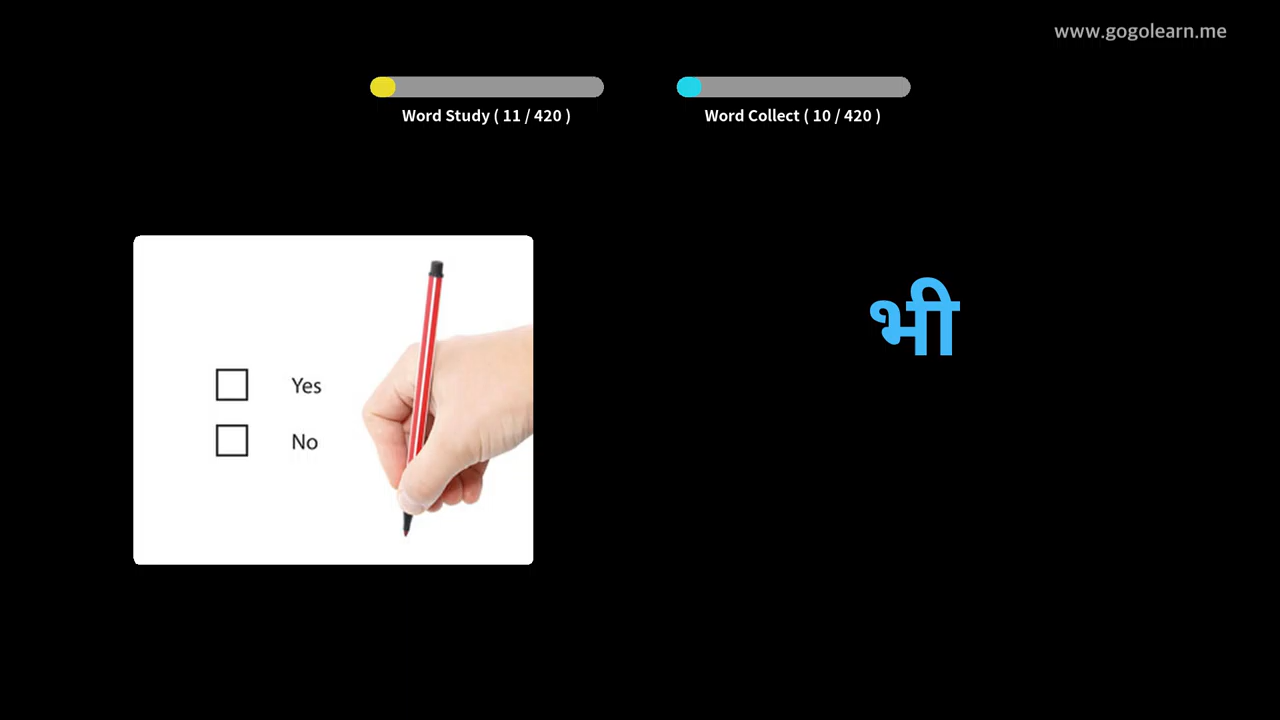 www.gogolearn.me
Word Study ( 11 / 420 )
Word Collect ( 10 / 420 )
Yes
No
भी